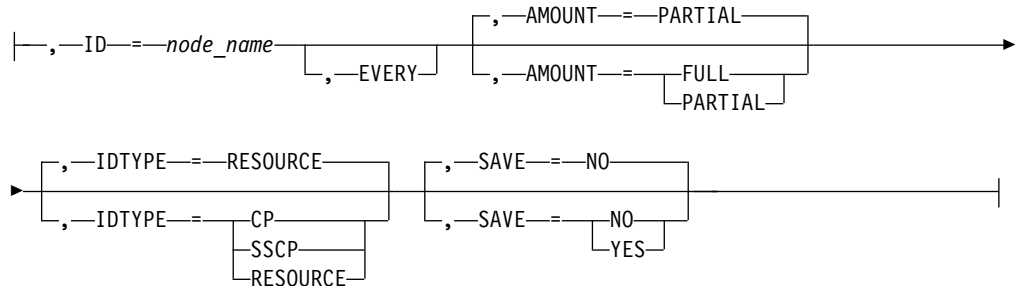 , AMOUNT = PARTIAL
, ID = node_name
, EVERY
, AMOUNT = FULL
PARTIAL
, IDTYPE = RESOURCE
, SAVE = NO
, IDTYPE = CP
SSCP
RESOURCE
, SAVE = NO
YES